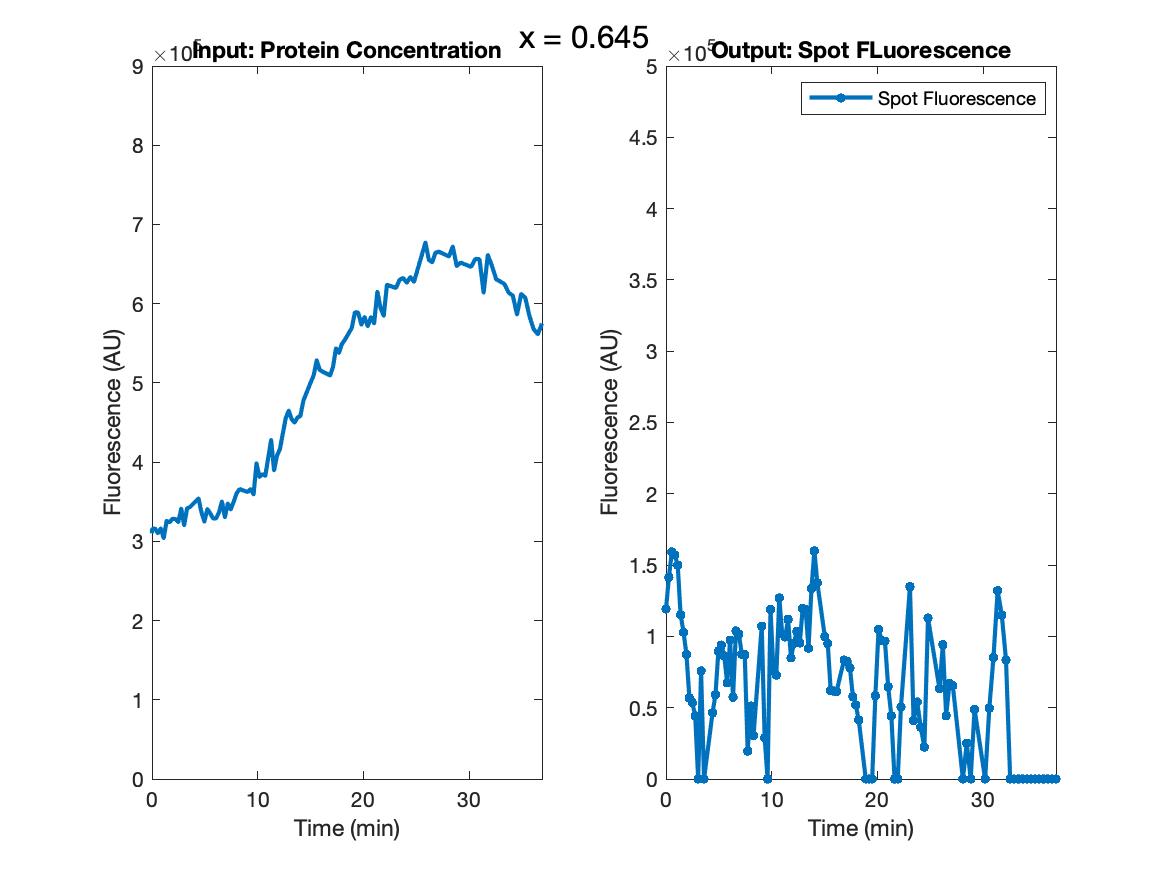 x = 0.645
×10⁵
Input: Protein Concentration
9
8
7
6
5
4
3
2
1
0
Fluorescence (AU)
0 10 20 30
Time (min)
×10⁵
Output: Spot FLuorescence
Spot Fluorescence
5
4.5
4
3.5
3
2.5
2
1.5
1
0.5
0
Fluorescence (AU)
0 10 20 30
Time (min)